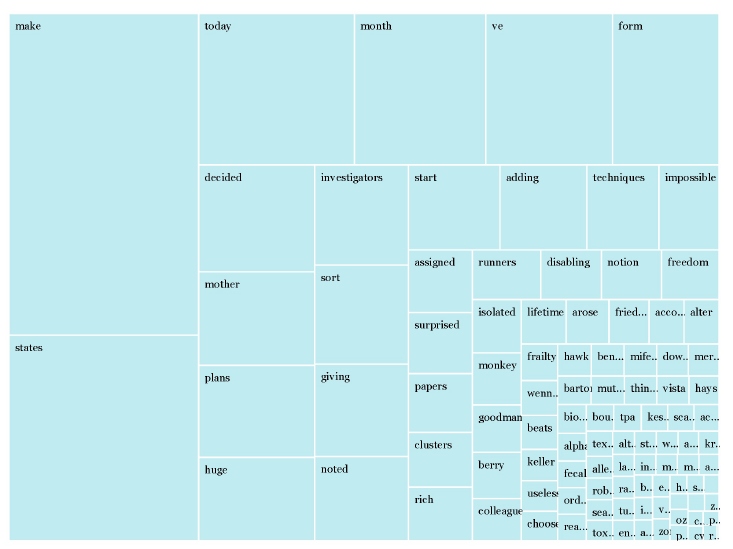 make
today
month
ve
form
decided
investigators
start
adding
techniques
impossible
mother
sort
assigned
runners
disabling
notion
freedom
surprised
isolated
lifetime
arose
fried...
acco...
alter
states
plans
giving
papers
monkey
frailty
hawk
ben...
mife..
dow...
mer...
wenn..
barto
mut...
thin...
vista
hays
goodman
beats
bio...
bou.
tpa
kes..
sea..
ac...
clusters
alpha
tex..
alt..
st...
w...
a...
kr..
huge
noted
berry
keller
fecal
alle..
la...
in...
m..
m..
a...
rich
useless
ord..
rob..
ra..
b..
e..
h..
s..
colleague
sea..
tu..
i...
v..
z..
choose
rea...
tox..
en..
a...
zo
oz
c..
p..
p..
cv
r..